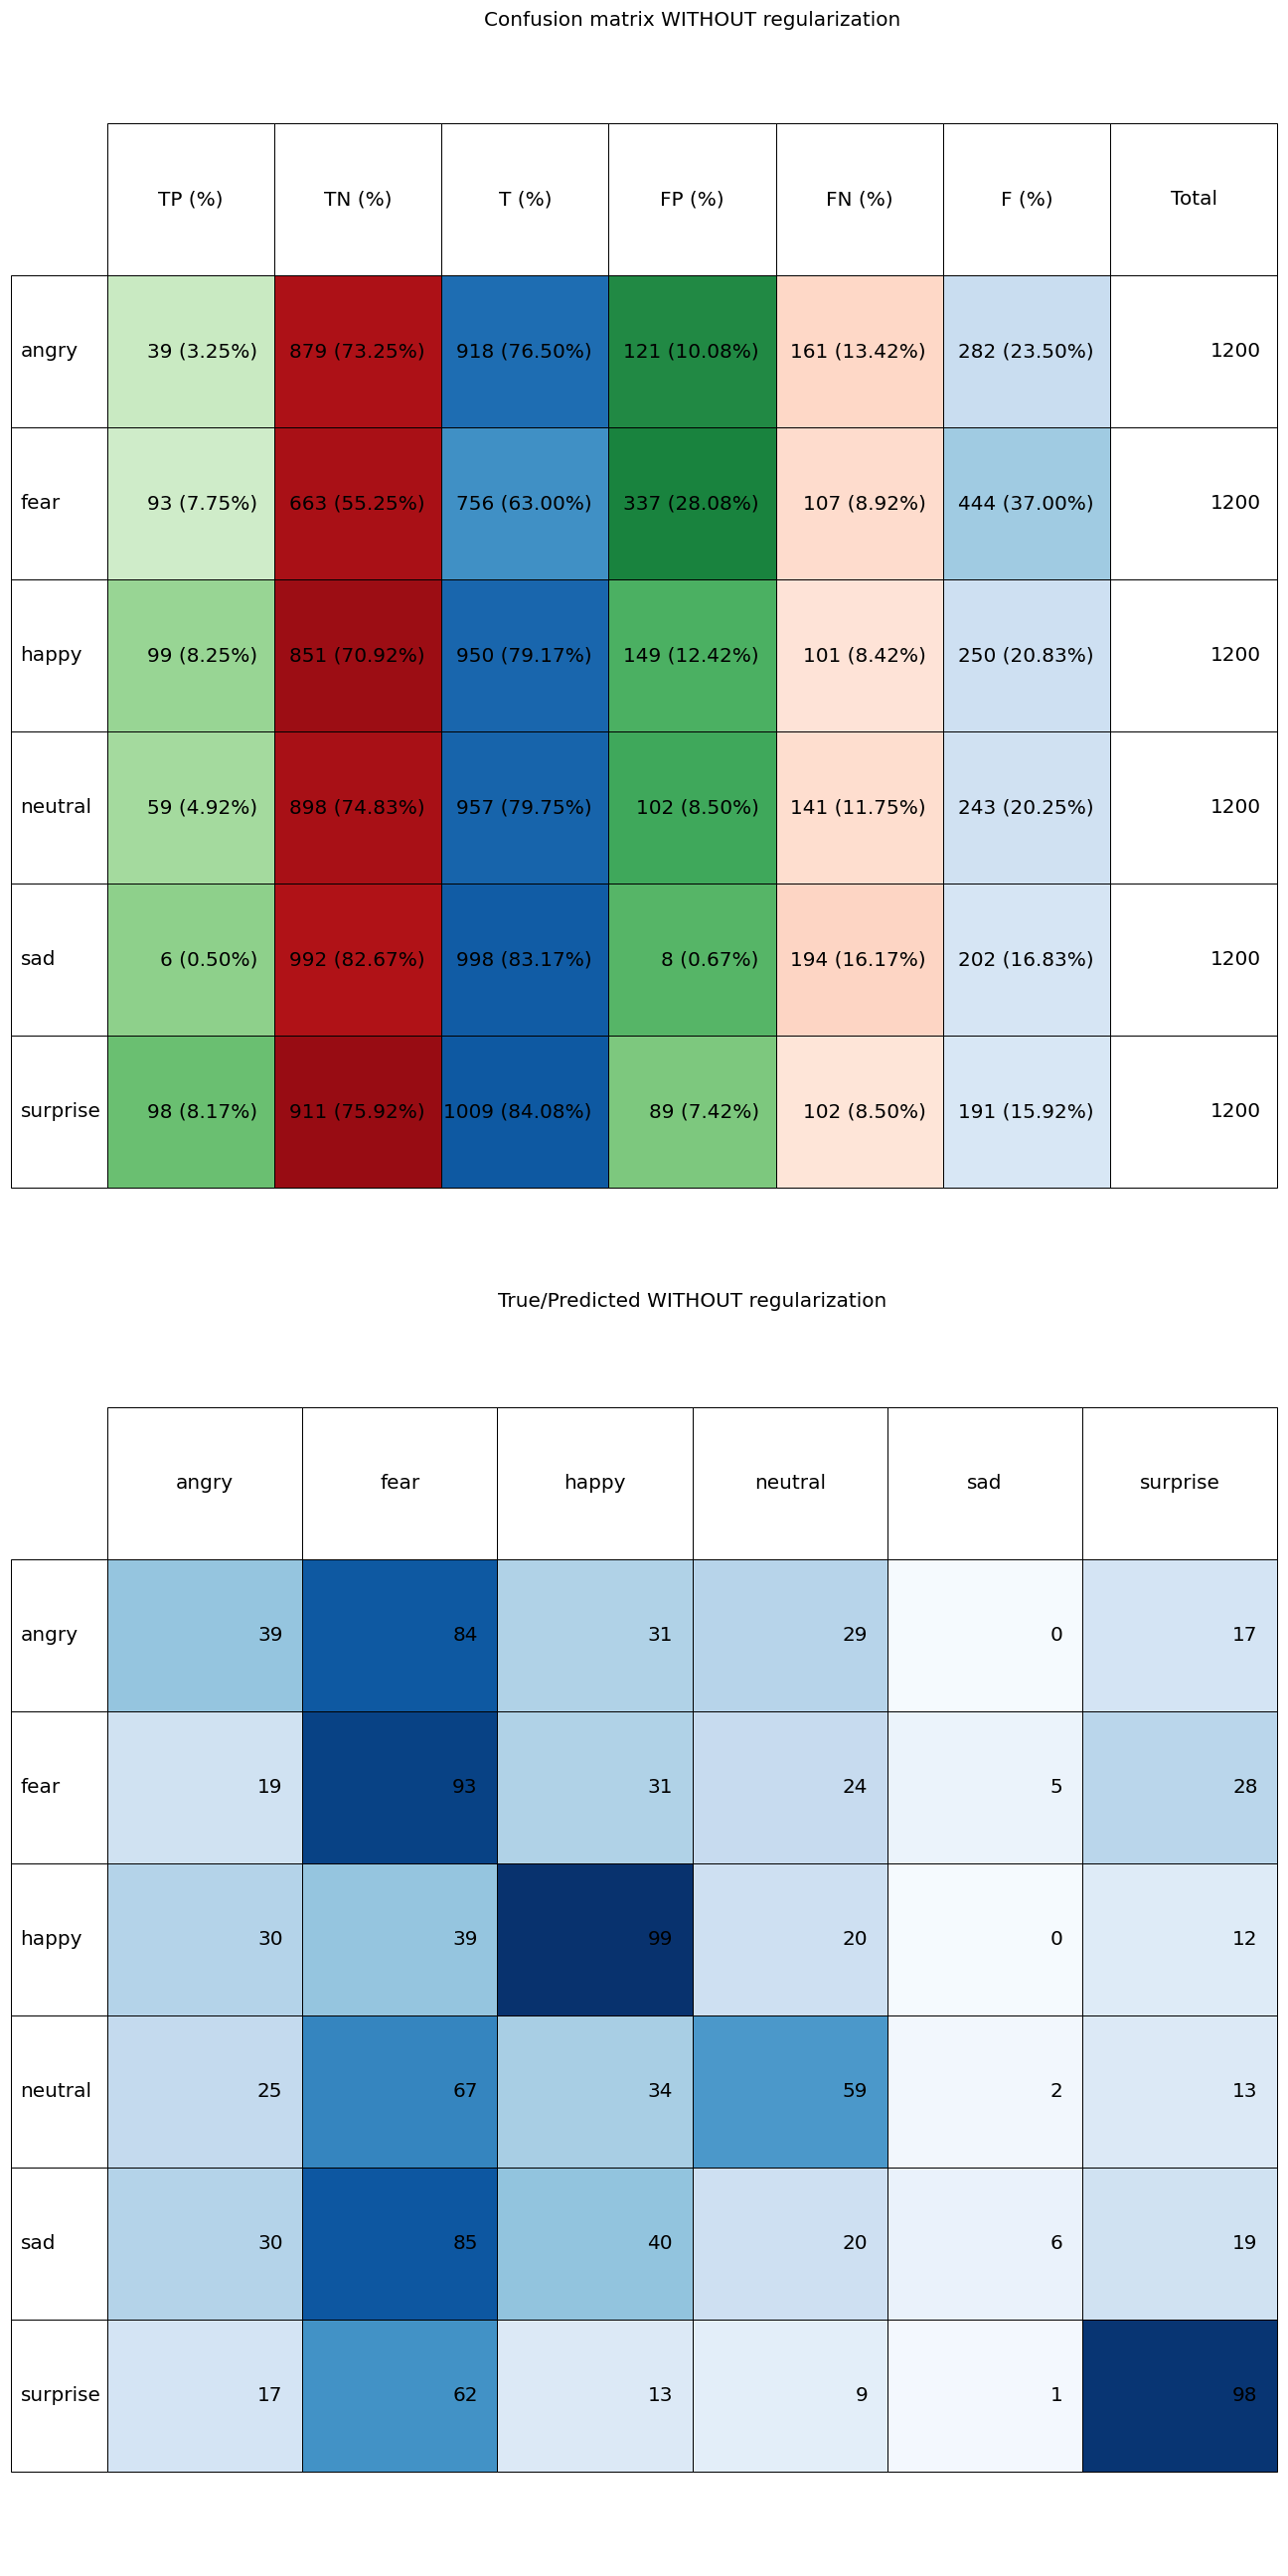 Confusion matrix WITHOUT regularization
TP (%) TN (%) T (%) FP (%) FN (%) F (%) Total
angry 39 (3.25%) 879 (73.25%) 918 (76.50%) 121 (10.08%) 161 (13.42%) 282 (23.50%) 1200
fear 93 (7.75%) 663 (55.25%) 756 (63.00%) 337 (28.08%) 107 (8.92%) 444 (37.00%) 1200
happy 99 (8.25%) 851 (70.92%) 950 (79.17%) 149 (12.42%) 101 (8.42%) 250 (20.83%) 1200
neutral 59 (4.92%) 898 (74.83%) 957 (79.75%) 102 (8.50%) 141 (11.75%) 243 (20.25%) 1200
sad 6 (0.50%) 992 (82.67%) 998 (83.17%) 8 (0.67%) 194 (16.17%) 202 (16.83%) 1200
surprise 98 (8.17%) 911 (75.92%) 1009 (84.08%) 89 (7.42%) 102 (8.50%) 191 (15.92%) 1200
True/Predicted WITHOUT regularization
angry fear happy neutral sad surprise
angry 39 84 31 29 0 17
fear 19 93 31 24 5 28
happy 30 39 99 20 0 12
neutral 25 67 34 59 2 13
sad 30 85 40 20 6 19
surprise 17 62 13 9 1 98